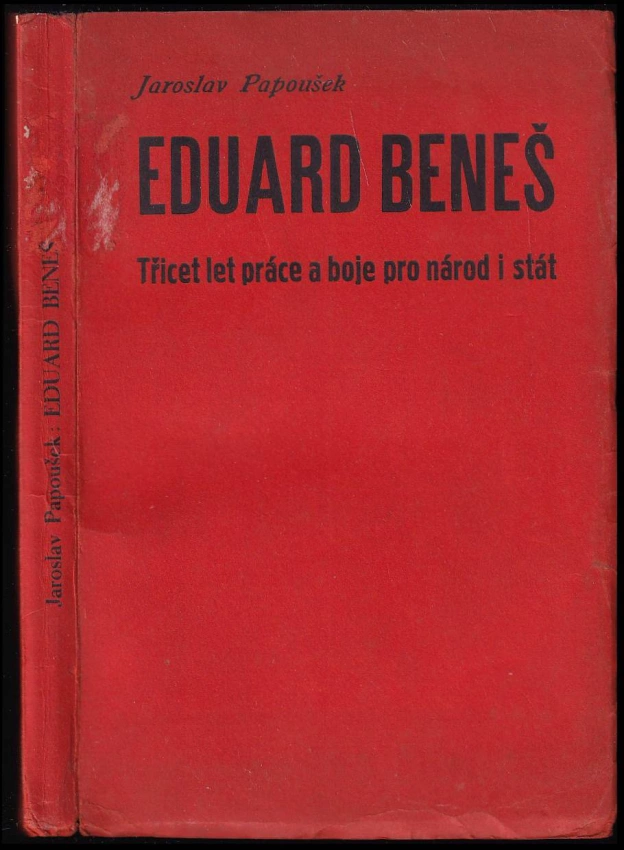 Jaroslav Papoušek
EDUARD BENEŠ
Třicet let práce a boje pro národ i stát
Jaroslav Papoušek: EDUARD BENEŠ